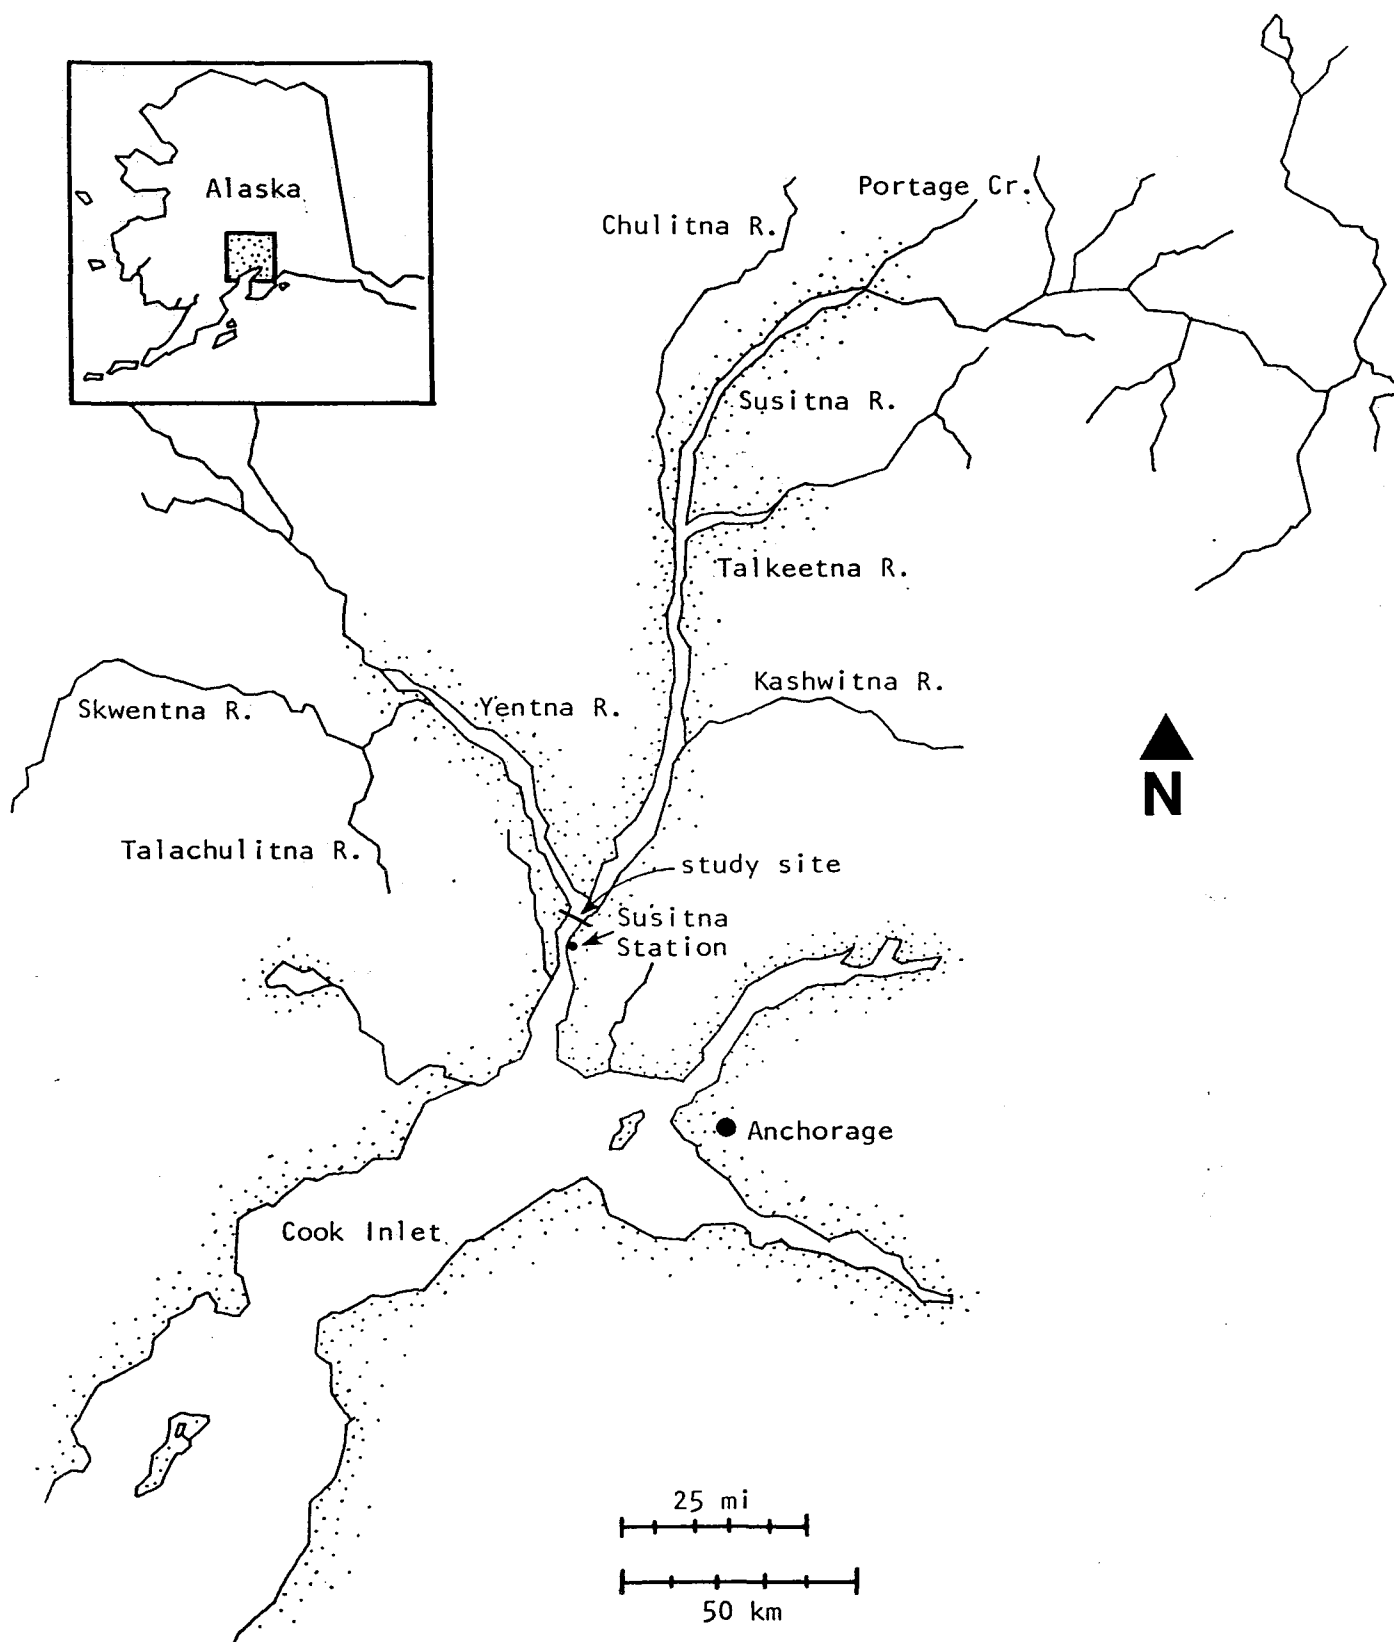 Alaska
Portage Cr.
Chulitna R.
Susitna R.
Talkeetna R.
Kashwitna R.
Yentna R.
Skwentna R.
N
Talachulitna R.
study site
Susitna
Station
Anchorage
Cook Inlet
25 mi
50 km